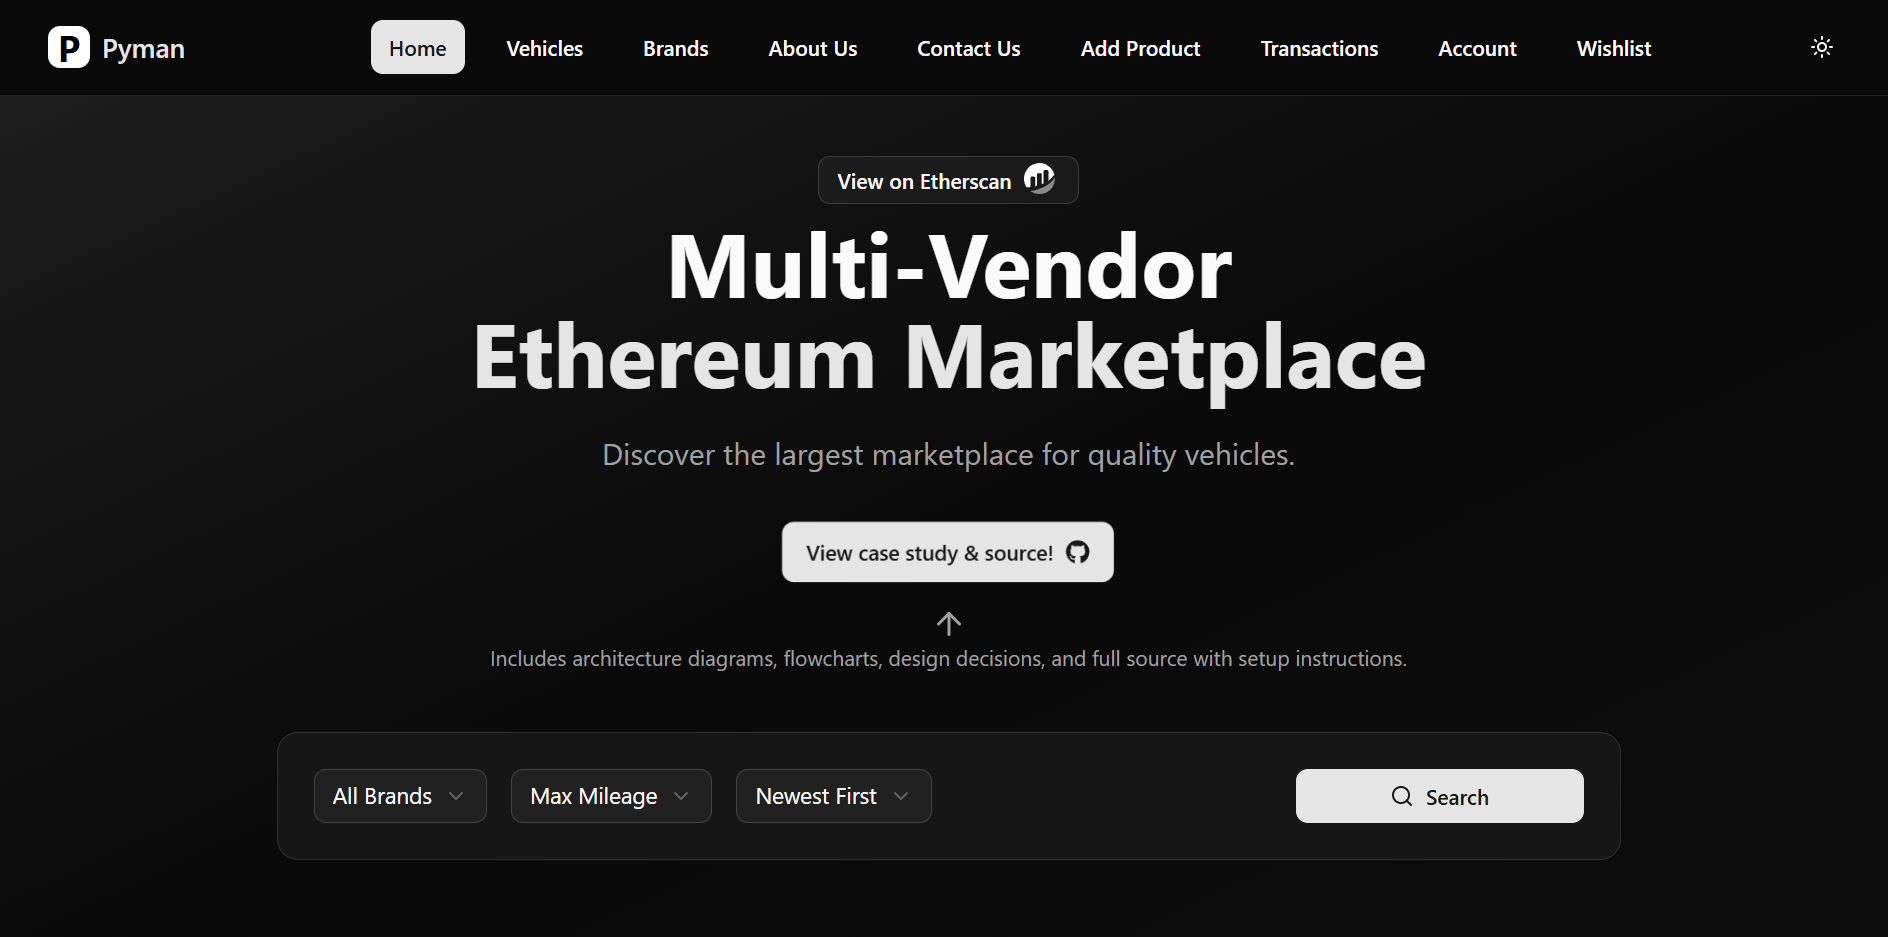 P Pyman
Home Vehicles Brands About Us Contact Us Add Product Transactions Account Wishlist
View on Etherscan
Multi-Vendor
Ethereum Marketplace
Discover the largest marketplace for quality vehicles.
View case study & source!
Includes architecture diagrams, flowcharts, design decisions, and full source with setup instructions.
All Brands Max Mileage Newest First Search